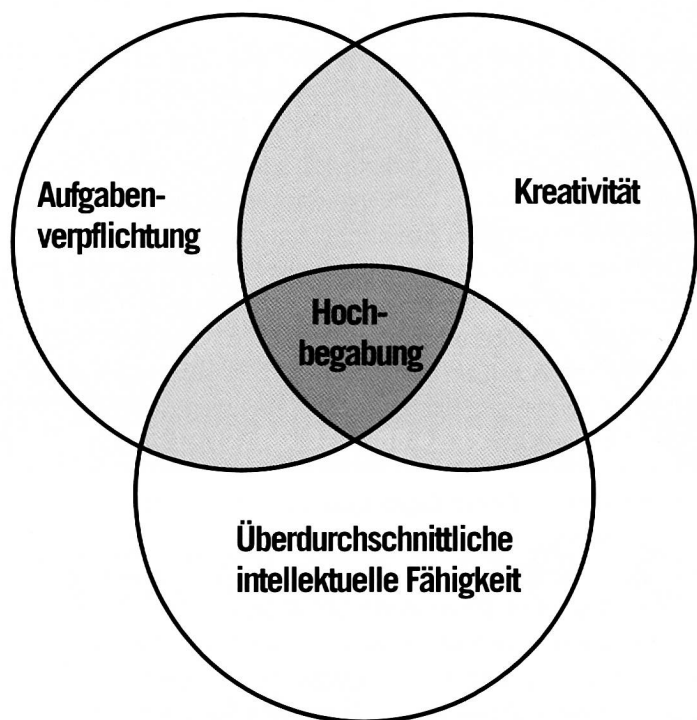 Aufgaben-
verpflichtung
Kreativität
Hoch-
begabung
Überdurchschnittliche
intellektuelle Fähigkeit